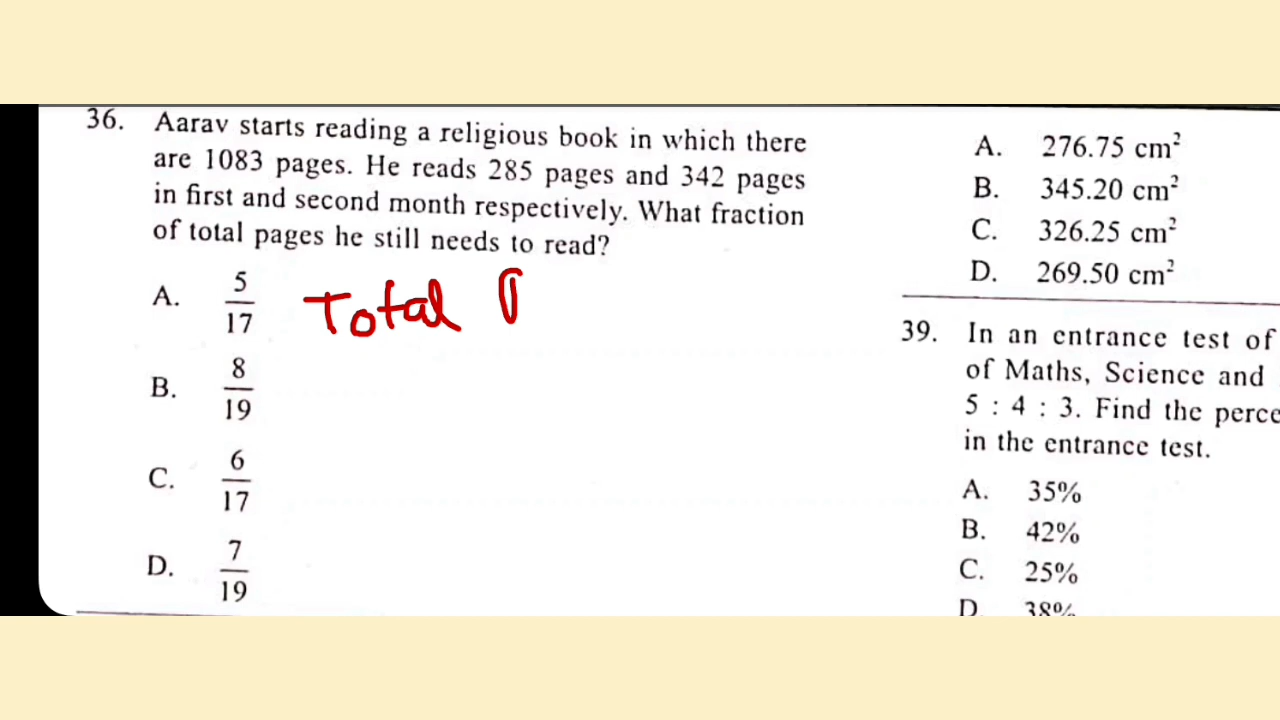 36. Aarav starts reading a religious book in which there
are 1083 pages. He reads 285 pages and 342 pages
in first and second month respectively. What fraction
of total pages he still needs to read?
A. 5/17
Total
B. 8/19
C. 6/17
D. 7/19
A. 276.75 cm²
B. 345.20 cm²
C. 326.25 cm²
D. 269.50 cm²
39. In an entrance test of
of Maths, Science and
5 : 4 : 3. Find the perce
in the entrance test.
A. 35%
B. 42%
C. 25%
D. 38%